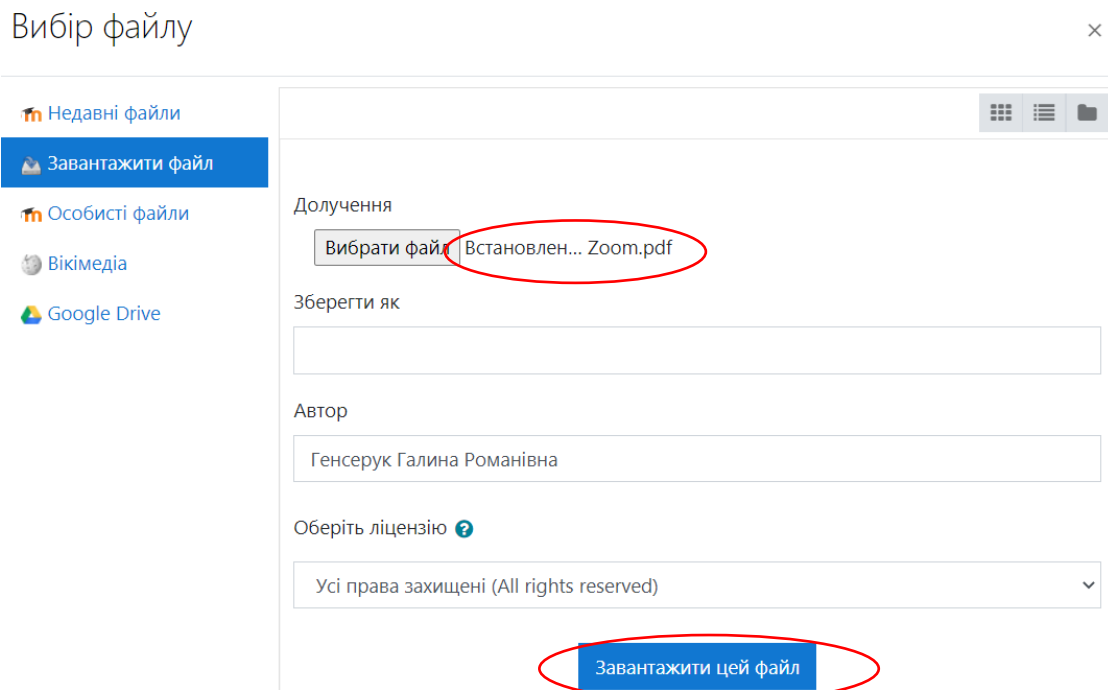 Вибір файлу
Недавні файли
Завантажити файл
Особисті файли
Вікімедіа
Google Drive
Долучення
Вибрати файл Встановлен... Zoom.pdf
Зберегти як
Автор
Генсерук Галина Романівна
Оберіть ліцензію
Усі права захищені (All rights reserved)
Завантажити цей файл